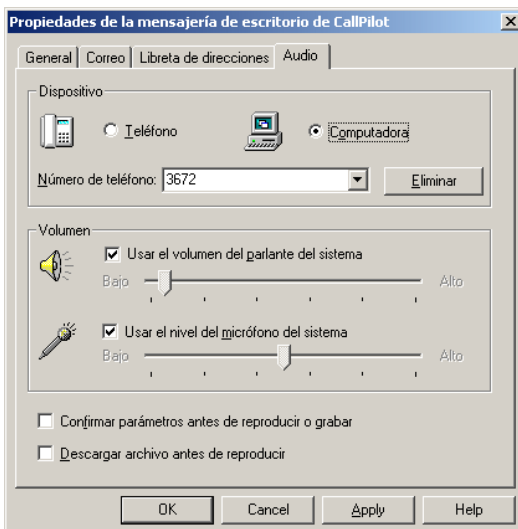 Propiedades de la mensajería de escritorio de CallPilot
General Correo Libreta de direcciones Audio
Dispositivo
Teléfono Computadora
Número de teléfono: 3672 Eliminar
Volumen
Usar el volumen del parlante del sistema
Bajo Alto
Usar el nivel del micrófono del sistema
Bajo Alto
Confirmar parámetros antes de reproducir o grabar
Descargar archivo antes de reproducir
OK Cancel Apply Help